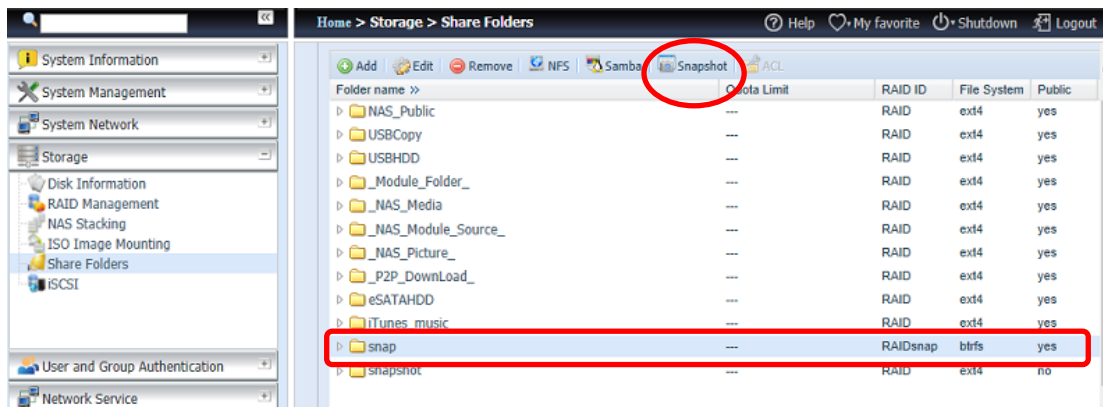 Home > Storage > Share Folders
Help My favorite Shutdown Logout
System Information
System Management
System Network
Storage
Disk Information
RAID Management
NAS Stacking
ISO Image Mounting
Share Folders
iSCSI
User and Group Authentication
Network Service
Add Edit Remove NFS Samba Snapshot ACL
Folder name » Quota Limit RAID ID File System Public
NAS_Public --- RAID ext4 yes
USBCopy --- RAID ext4 yes
USBHDD --- RAID ext4 yes
_Module_Folder_ --- RAID ext4 yes
_NAS_Media --- RAID ext4 yes
_NAS_Module_Source_ --- RAID ext4 yes
_NAS_Picture_ --- RAID ext4 yes
_P2P_DownLoad_ --- RAID ext4 yes
eSATAHDD --- RAID ext4 yes
iTunes_music --- RAID ext4 yes
snap --- RAIDsnap btrfs yes
snapshot --- RAID ext4 no